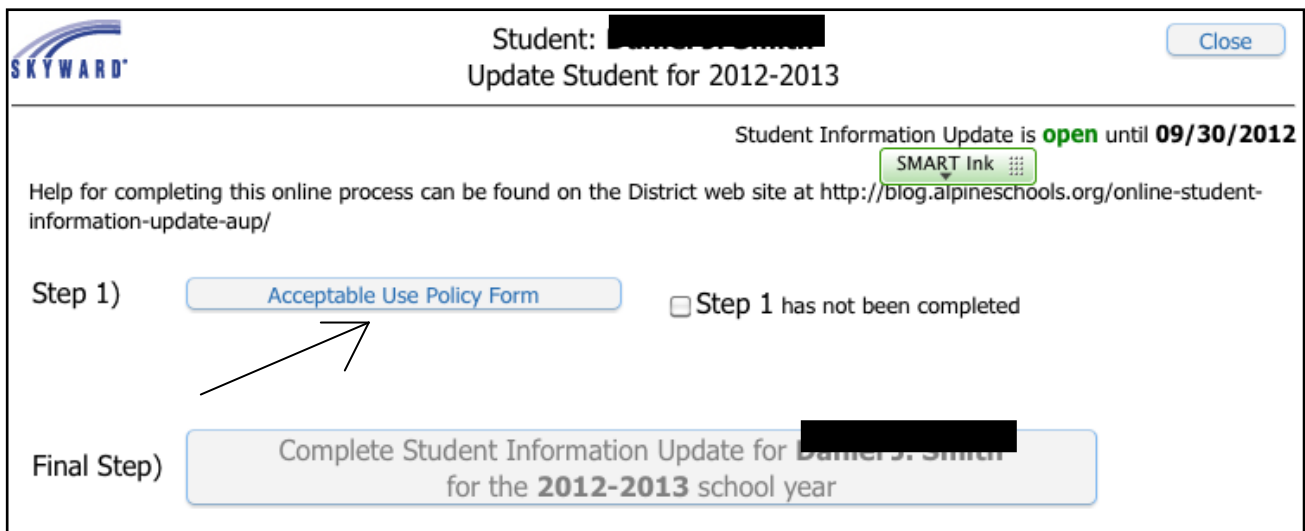 SKYWARD
Student:
Close
Update Student for 2012-2013
Student Information Update is open until 09/30/2012
SMART Ink
Help for completing this online process can be found on the District web site at http://blog.alpineschools.org/online-student-
information-update-aup/
Step 1)
Acceptable Use Policy Form
Step 1 has not been completed
Final Step)
Complete Student Information Update for
for the 2012-2013 school year